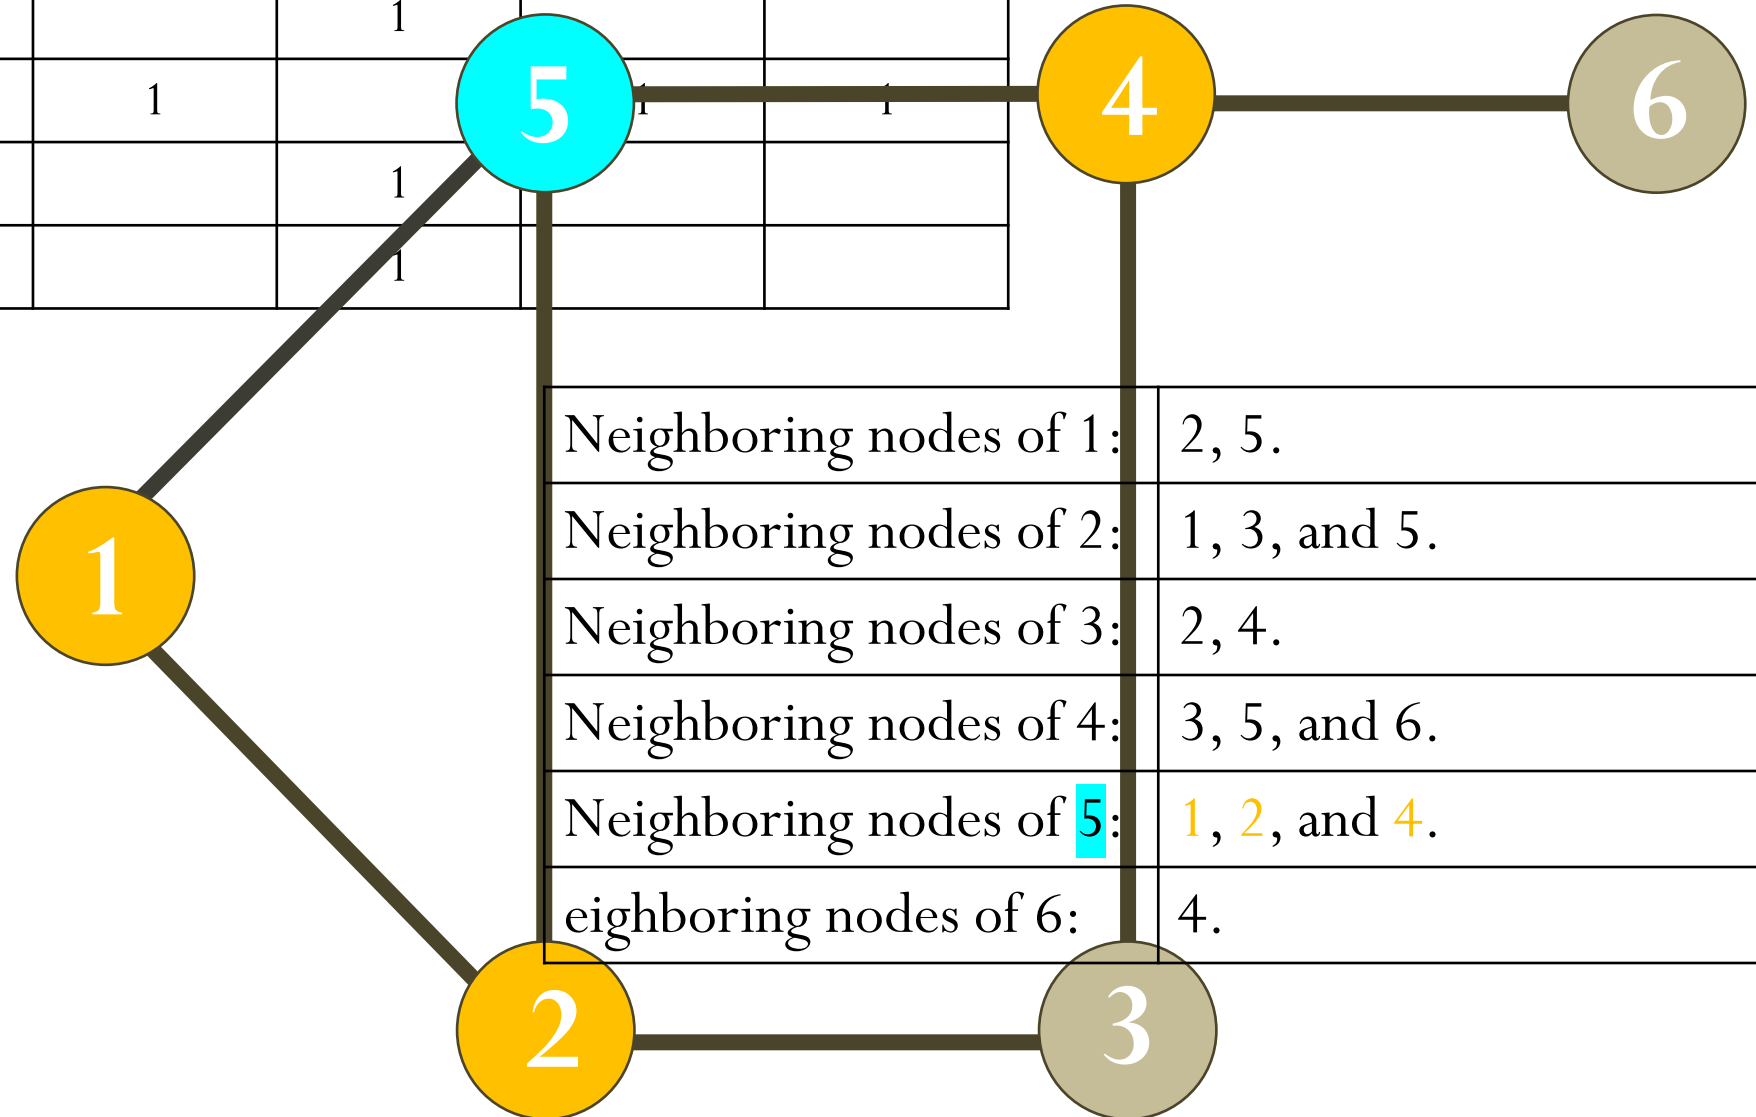 1
5
4
6
1
1
1
1
1
1
Neighboring nodes of 1: 2, 5.
Neighboring nodes of 2: 1, 3, and 5.
Neighboring nodes of 3: 2, 4.
Neighboring nodes of 4: 3, 5, and 6.
Neighboring nodes of 5: 1, 2, and 4.
eighboring nodes of 6: 4.
2
3